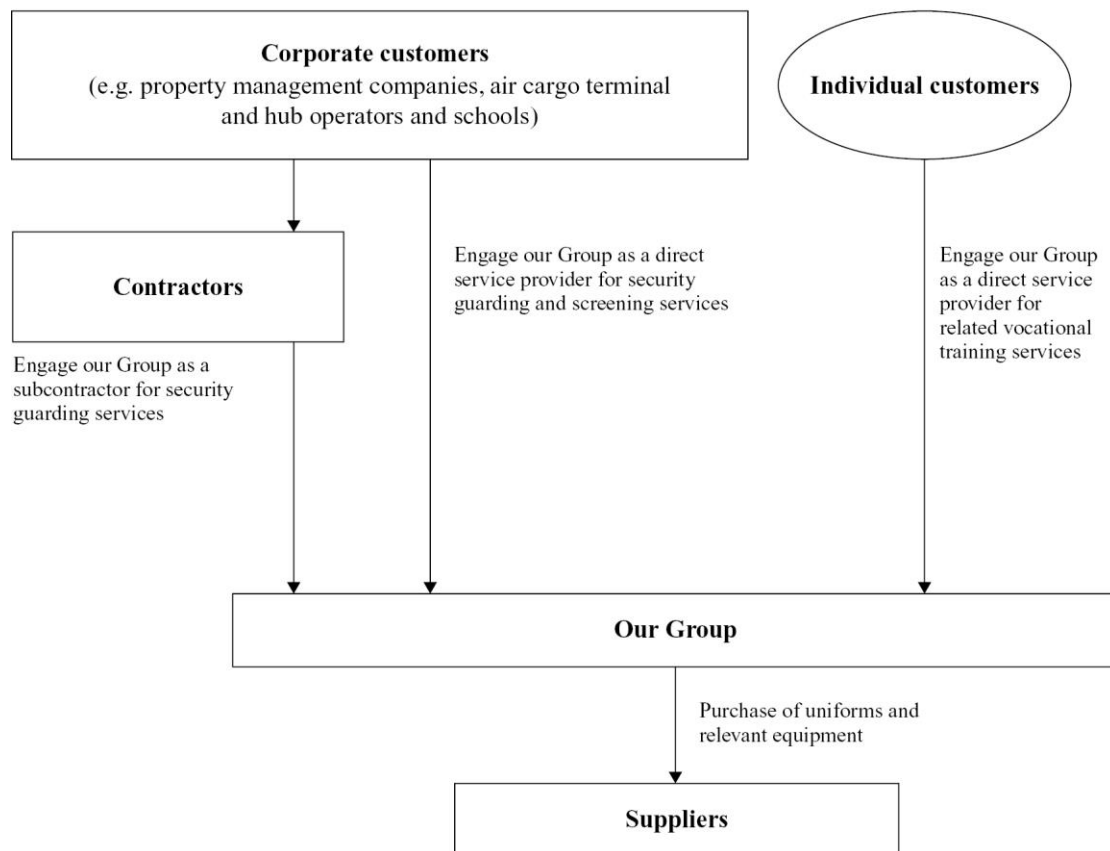 Corporate customers
(e.g. property management companies, air cargo terminal
and hub operators and schools)
Individual customers
Contractors
Engage our Group as a
subcontractor for security
guarding services
Engage our Group as a direct
service provider for security
guarding and screening services
Engage our Group
as a direct service
provider for
related vocational
training services
Our Group
Purchase of uniforms and
relevant equipment
Suppliers